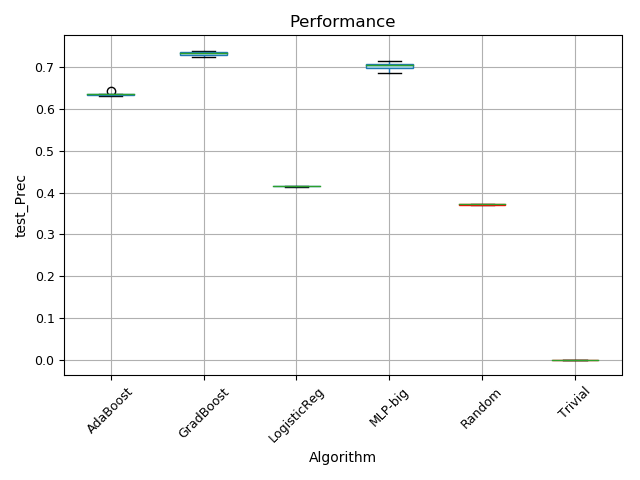 Performance
test_Prec
0.7
0.6
0.5
0.4
0.3
0.2
0.1
0.0
AdaBoost
GradBoost
LogisticReg
MLP-big
Random
Trivial
Algorithm